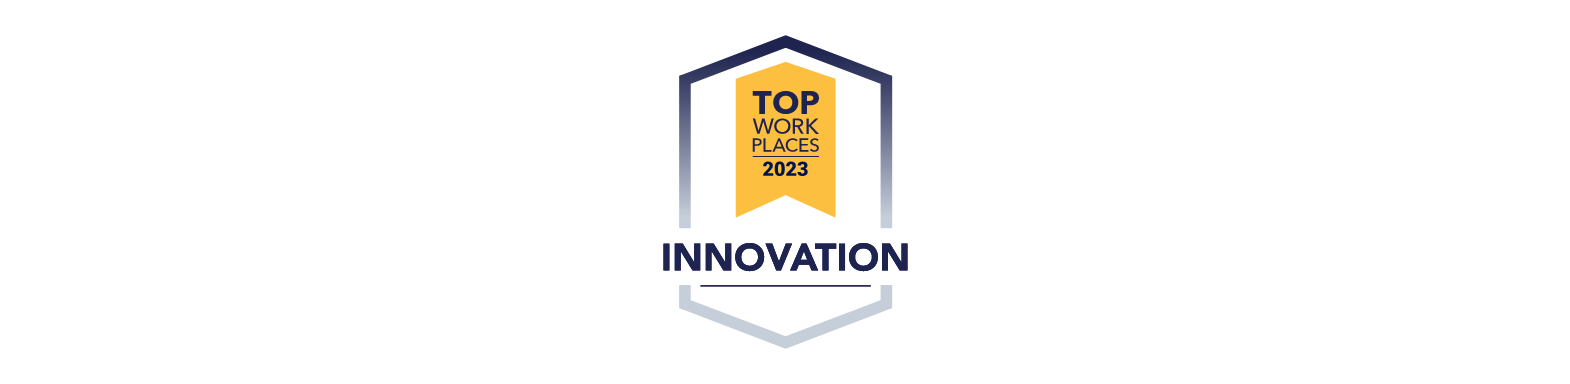 TOP
WORK
PLACES
2023
INNOVATION